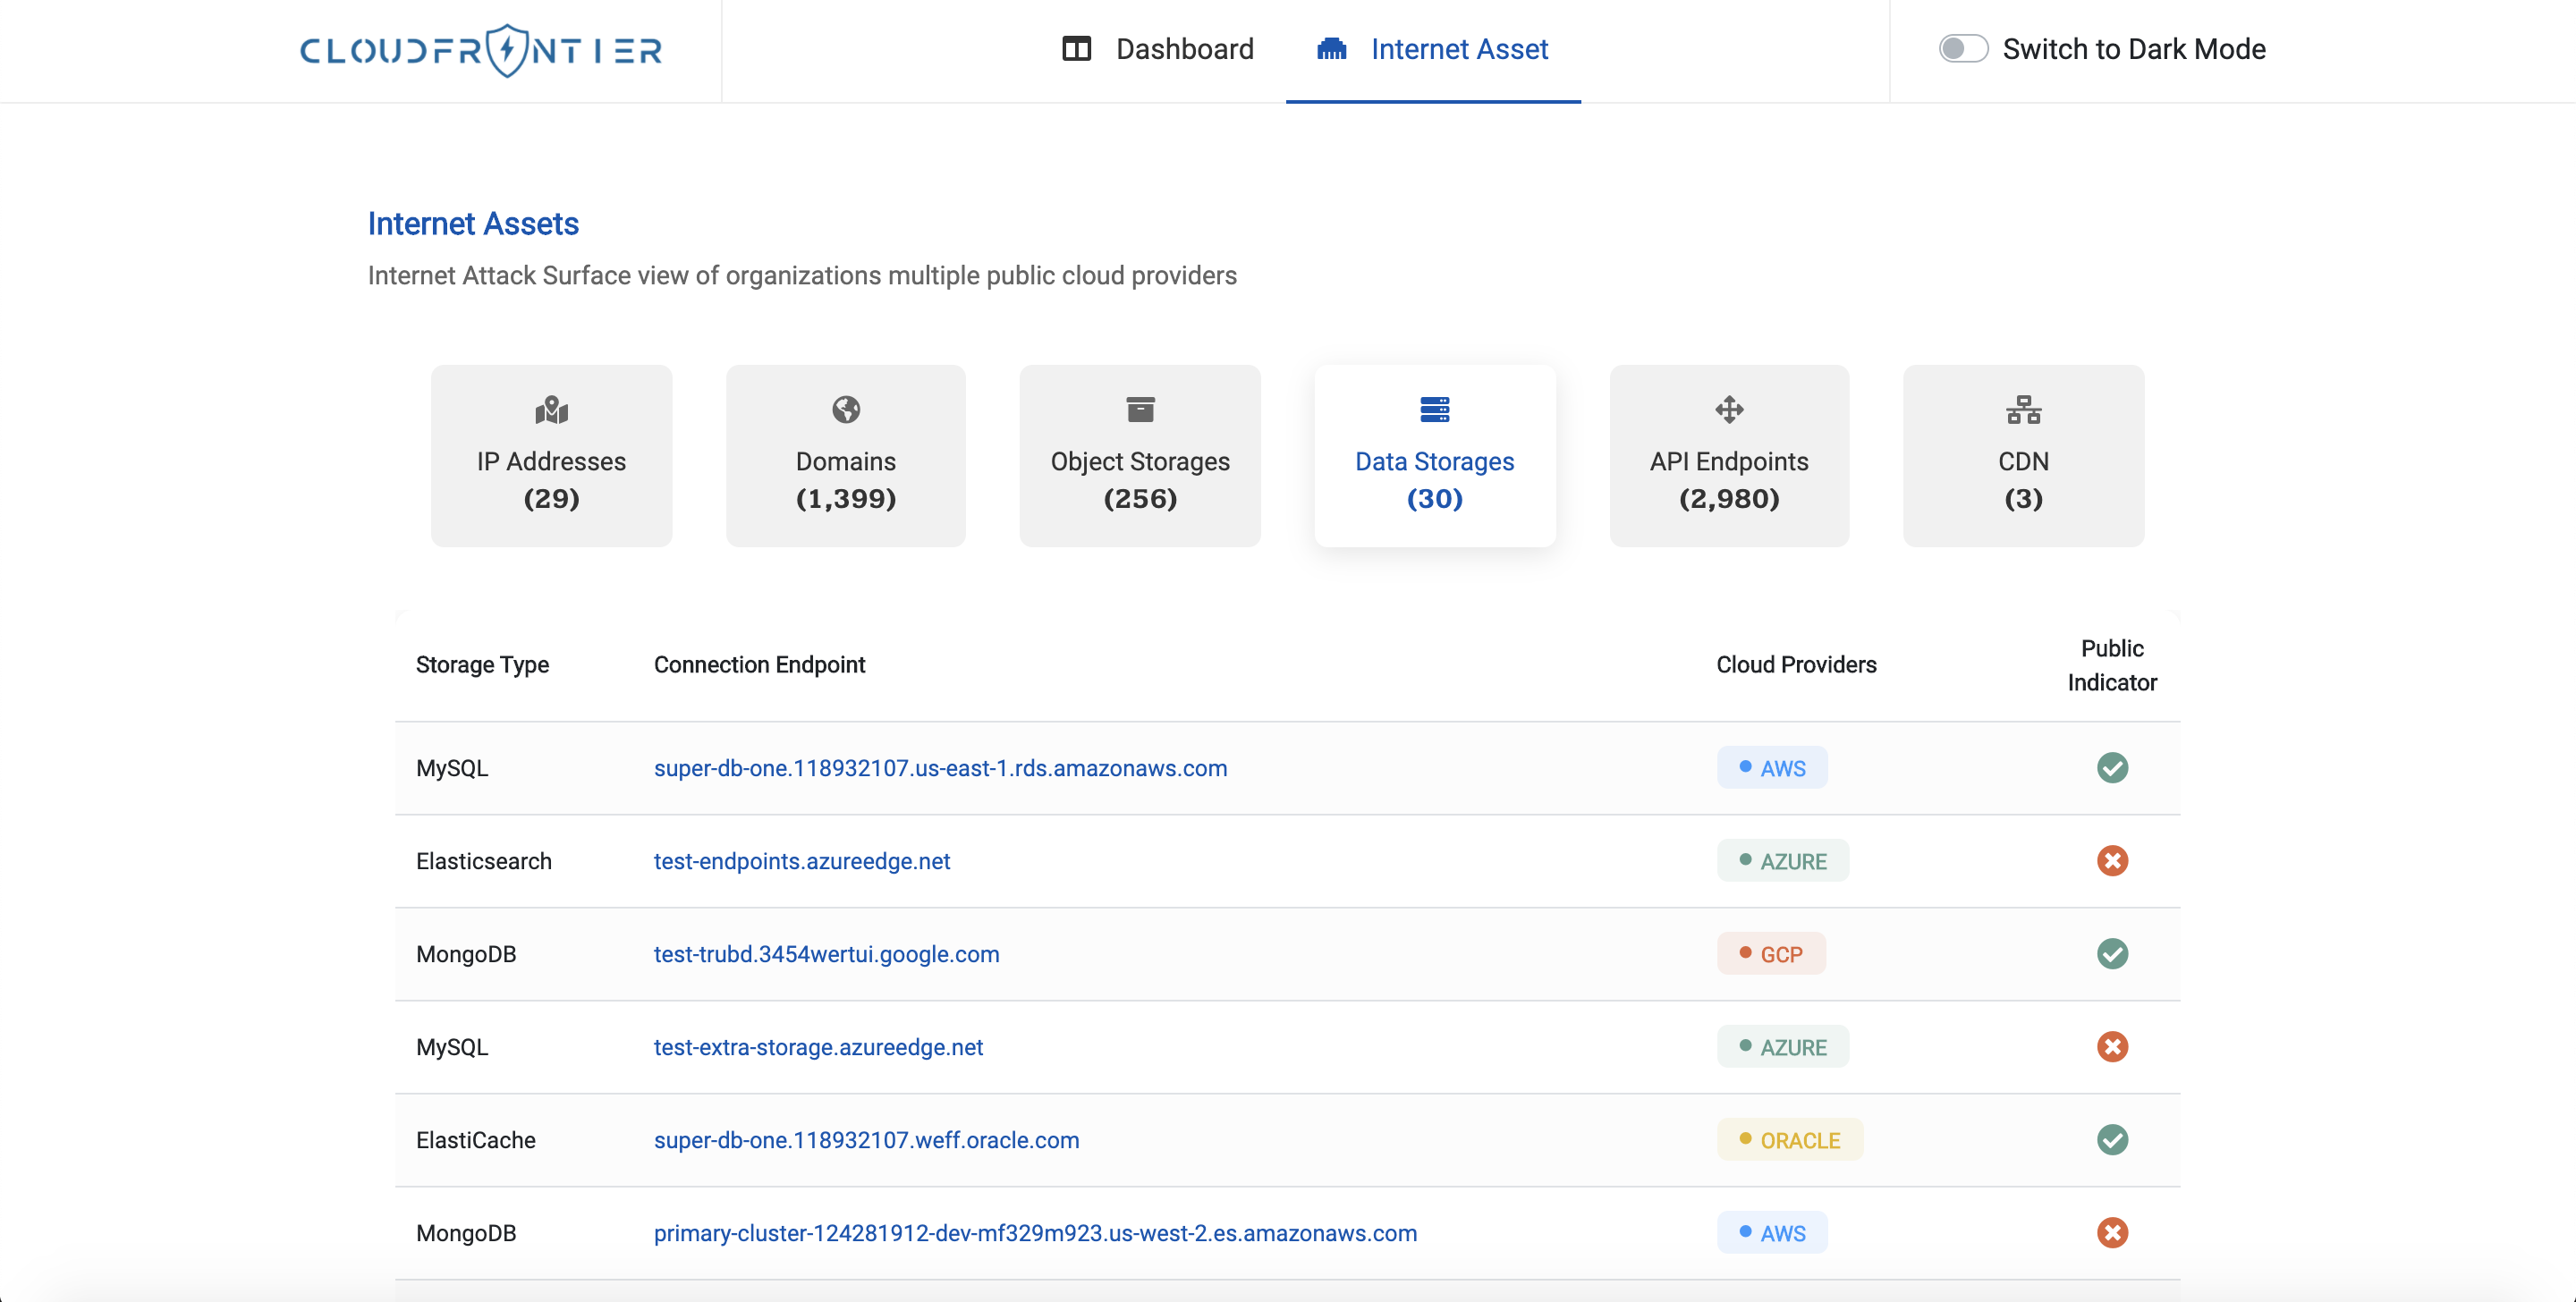 CLOUDFRONTIER
Dashboard
Internet Asset
Switch to Dark Mode
Internet Assets
Internet Attack Surface view of organizations multiple public cloud providers
IP Addresses
(29)
Domains
(1,399)
Object Storages
(256)
Data Storages
(30)
API Endpoints
(2,980)
CDN
(3)
Storage Type
Connection Endpoint
Cloud Providers
Public
Indicator
MySQL
super-db-one.118932107.us-east-1.rds.amazonaws.com
AWS
Elasticsearch
test-endpoints.azureedge.net
AZURE
MongoDB
test-trubd.3454wertui.google.com
GCP
MySQL
test-extra-storage.azureedge.net
AZURE
ElastiCache
super-db-one.118932107.weff.oracle.com
ORACLE
MongoDB
primary-cluster-124281912-dev-mf329m923.us-west-2.es.amazonaws.com
AWS